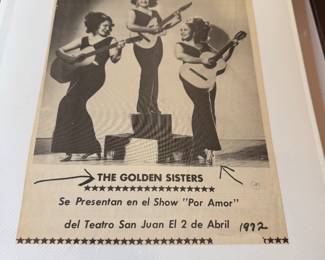 THE GOLDEN SISTERS
Se Presentan en el Show "Por Amor"
del Teatro San Juan El 2 de Abril 1972